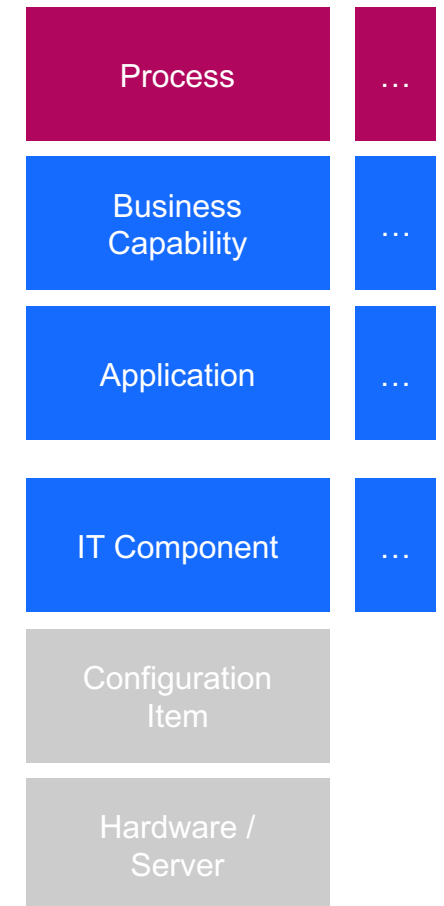 Process
…
Business
Capability
…
Application
…
IT Component
…
Configuration
Item
Hardware /
Server